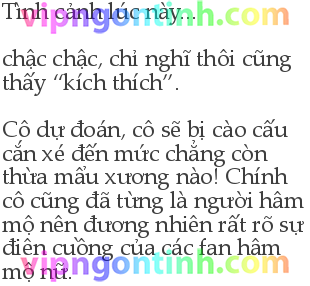 Tình cảnh lúc này...
chậc chậc, chỉ nghĩ thôi cũng
thấy “kích thích”.
Cô dự đoán, cô sẽ bị cào cấu
cắn xé đến mức chẳng còn
thừa mẩu xương nào! Chính
cô cũng đã từng là người hâm
mộ nên đương nhiên rất rõ sự
điên cuồng của các fan hâm
mộ nữ.
vipngontinh.com
vipngontinh.com
vipngontinh.com